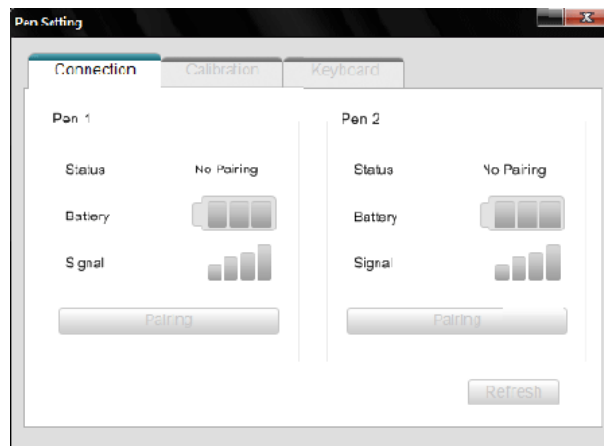 Pen Setting
X
Connection Calibration Keyboard
Pen 1 Pen 2
Status No Pairing Status No Pairing
Battery Battery
Signal Signal
Pairing Pairing
Refresh